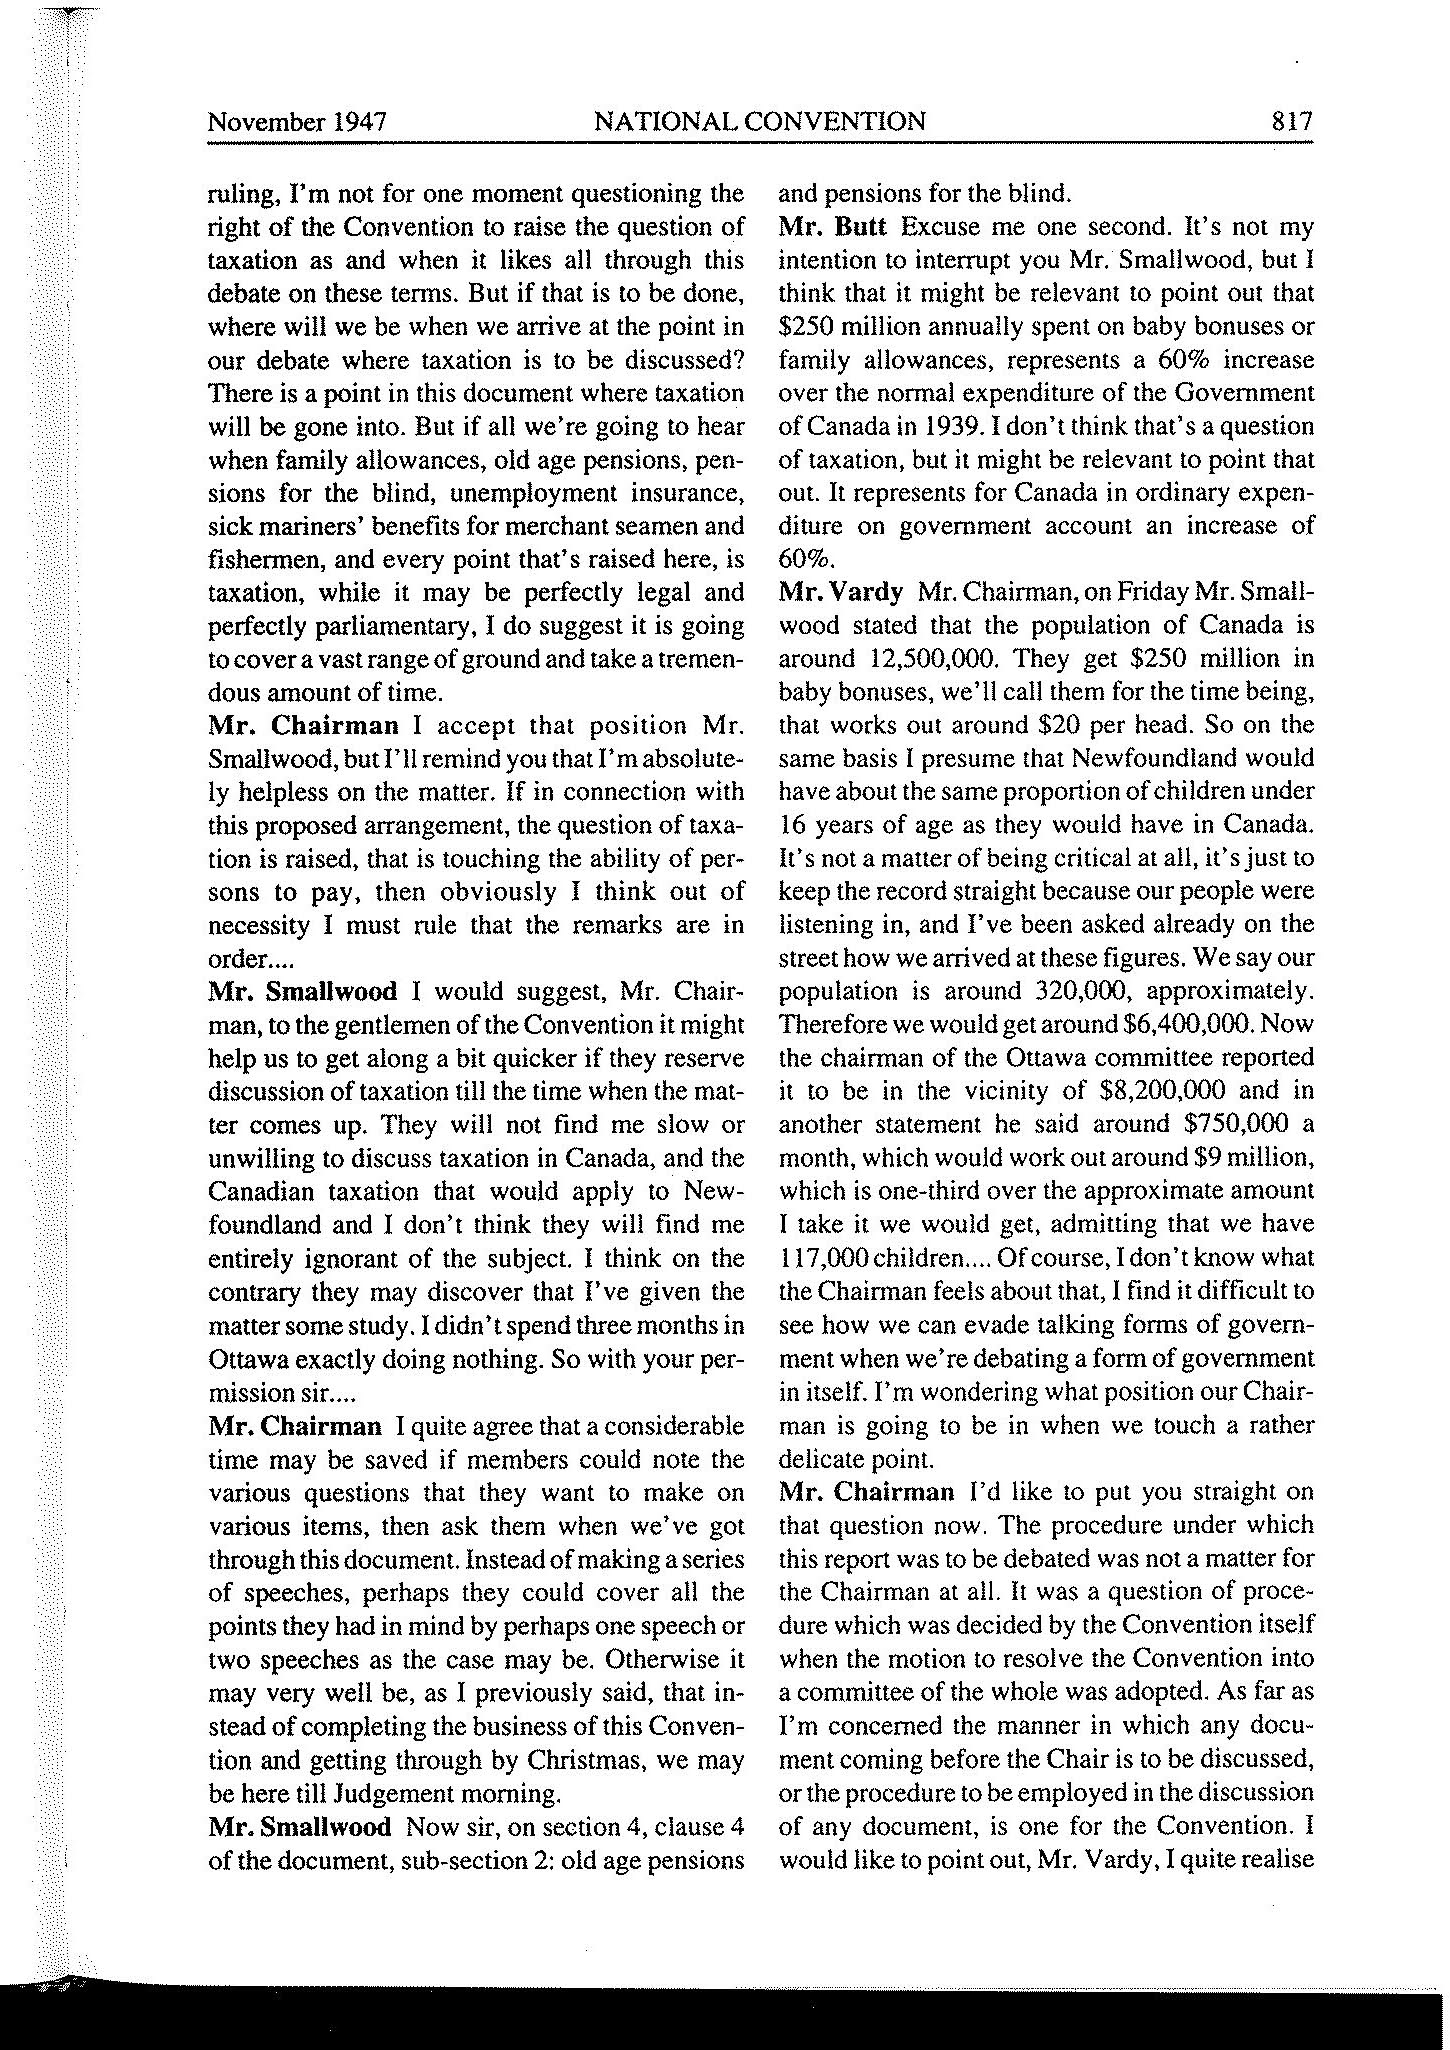 November 1947 NATIONAL CONVENTION 817
ruling, I'm not for one moment questioning the
right of the Convention to raise the question of
taxation as and when it likes all through this
debate on these terms. But if that is to be done,
where will we be when we arrive at the point in
our debate where taxation is to be discussed?
There is a point in this document where taxation
will be gone into. But if all we're going to hear
when family allowances, old age pensions, pen-
sions for the blind, unemployment insurance,
sick mariners' benefits for merchant seamen and
fishermen, and every point that's raised here, is
taxation, while it may be perfectly legal and
perfectly parliamentary, I do suggest it is going
to cover a vast range of ground and take a tremen-
dous amount of time.
Mr. Chairman I accept that position Mr.
Smallwood, but I'll remind you that I'm absolute-
ly helpless on the matter. If in connection with
this proposed arrangement, the question of taxa-
tion is raised, that is touching the ability of per-
sons to pay, then obviously I think out of
necessity I must rule that the remarks are in
order....
Mr. Smallwood I would suggest, Mr. Chair-
man, to the gentlemen of the Convention it might
help us to get along a bit quicker if they reserve
discussion of taxation till the time when the mat-
ter comes up. They will not find me slow or
unwilling to discuss taxation in Canada, and the
Canadian taxation that would apply to New-
foundland and I don't think they will find me
entirely ignorant of the subject. I think on the
contrary they may discover that I've given the
matter some study. I didn't spend three months in
Ottawa exactly doing nothing. So with your per-
mission sir....
Mr. Chairman I quite agree that a considerable
time may be saved if members could note the
various questions that they want to make on
various items, then ask them when we've got
through this document. Instead of making a series
of speeches, perhaps they could cover all the
points they had in mind by perhaps one speech or
two speeches as the case may be. Otherwise it
may very well be, as I previously said, that in-
stead of completing the business of this Conven-
tion and getting through by Christmas, we may
be here till Judgement morning.
Mr. Smallwood Now sir, on section 4, clause 4
of the document, sub-section 2: old age pensions
and pensions for the blind.
Mr. Butt Excuse me one second. It's not my
intention to interrupt you Mr. Smallwood, but I
think that it might be relevant to point out that
$250 million annually spent on baby bonuses or
family allowances, represents a 60% increase
over the normal expenditure of the Government
of Canada in 1939. I don't think that's a question
of taxation, but it might be relevant to point that
out. It represents for Canada in ordinary expen-
diture on government account an increase of
60%.
Mr. Vardy Mr. Chairman, on Friday Mr. Small-
wood stated that the population of Canada is
around 12,500,000. They get $250 million in
baby bonuses, we'll call them for the time being,
that works out around $20 per head. So on the
same basis I presume that Newfoundland would
have about the same proportion of children under
16 years of age as they would have in Canada.
It's not a matter of being critical at all, it's just to
keep the record straight because our people were
listening in, and I've been asked already on the
street how we arrived at these figures. We say our
population is around 320,000, approximately.
Therefore we would get around $6,400,000. Now
the chairman of the Ottawa committee reported
it to be in the vicinity of $8,200,000 and in
another statement he said around $750,000 a
month, which would work out around $9 million,
which is one-third over the approximate amount
I take it we would get, admitting that we have
117,000 children.... Of course, I don't know what
the Chairman feels about that, I find it difficult to
see how we can evade talking forms of govern-
ment when we're debating a form of government
in itself. I'm wondering what position our Chair-
man is going to be in when we touch a rather
delicate point.
Mr. Chairman I'd like to put you straight on
that question now. The procedure under which
this report was to be debated was not a matter for
the Chairman at all. It was a question of proce-
dure which was decided by the Convention itself
when the motion to resolve the Convention into
a committee of the whole was adopted. As far as
I'm concerned the manner in which any docu-
ment coming before the Chair is to be discussed,
or the procedure to be employed in the discussion
of any document, is one for the Convention. I
would like to point out, Mr. Vardy, I quite realise